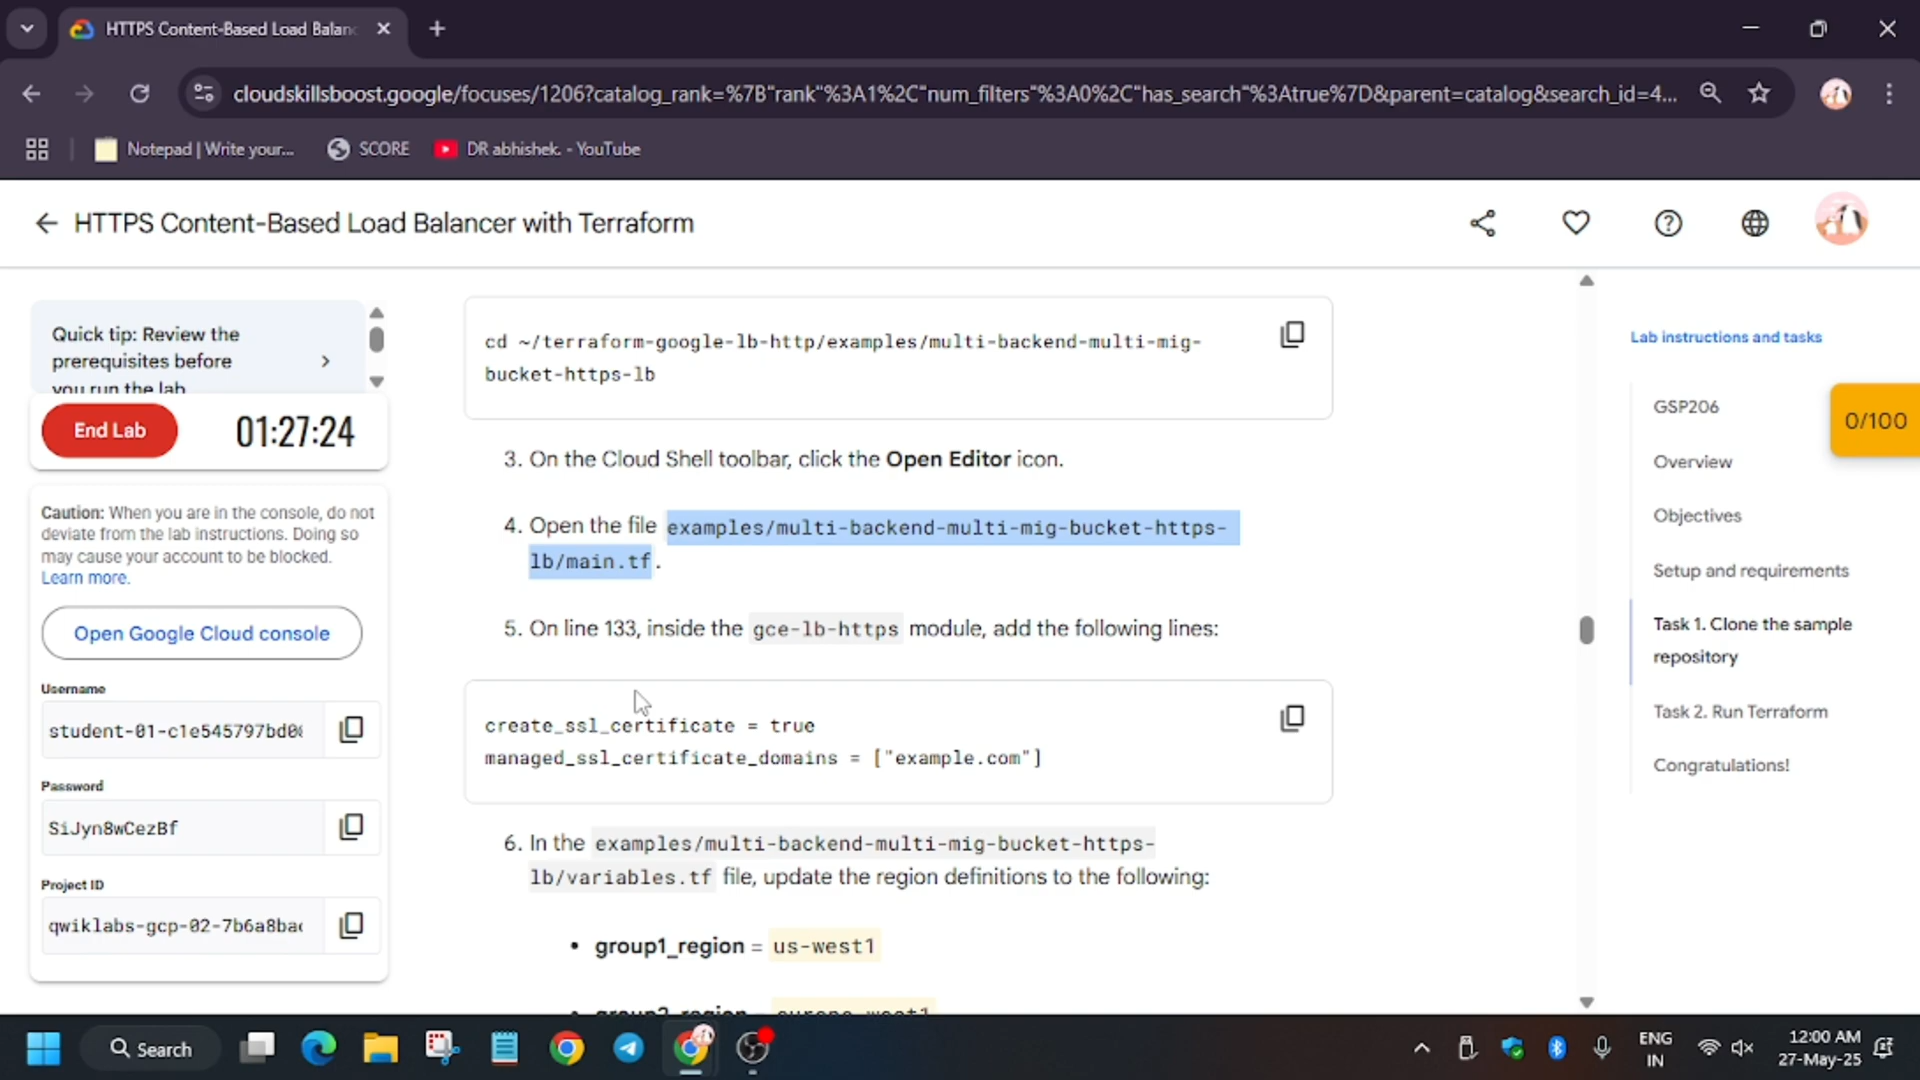 HTTPS Content-Based Load Balan
cloudskillsboost.google/focuses/1206?catalog_rank=%7B"rank"%3A1%2C"num_filters"%3A0%2C"has_search"%3Atrue%7D&parent=catalog&search_id=4...
Notepad | Write your... SCORE DR abhishek. - YouTube
HTTPS Content-Based Load Balancer with Terraform
Quick tip: Review the
prerequisites before
you run the lab
End Lab 01:27:24
Caution: When you are in the console, do not
deviate from the lab instructions. Doing so
may cause your account to be blocked.
Learn more.
Open Google Cloud console
Username
student-01-c1e545797bd0
Password
SiJyn8wCezBf
Project ID
qwiklabs-gcp-02-7b6a8bac
cd ~/terraform-google-lb-http/examples/multi-backend-multi-mig-
bucket-https-lb
3. On the Cloud Shell toolbar, click the Open Editor icon.
4. Open the file examples/multi-backend-multi-mig-bucket-https-
lb/main.tf.
5. On line 133, inside the gce-lb-https module, add the following lines:
create_ssl_certificate = true
managed_ssl_certificate_domains = ["example.com"]
6. In the examples/multi-backend-multi-mig-bucket-https-
lb/variables.tf file, update the region definitions to the following:
• group1_region = us-west1
• group2_region = europe-west1
Lab instructions and tasks
GSP206
0/100
Overview
Objectives
Setup and requirements
Task 1. Clone the sample
repository
Task 2. Run Terraform
Congratulations!
Search
ENG
IN
12:00 AM
27-May-25